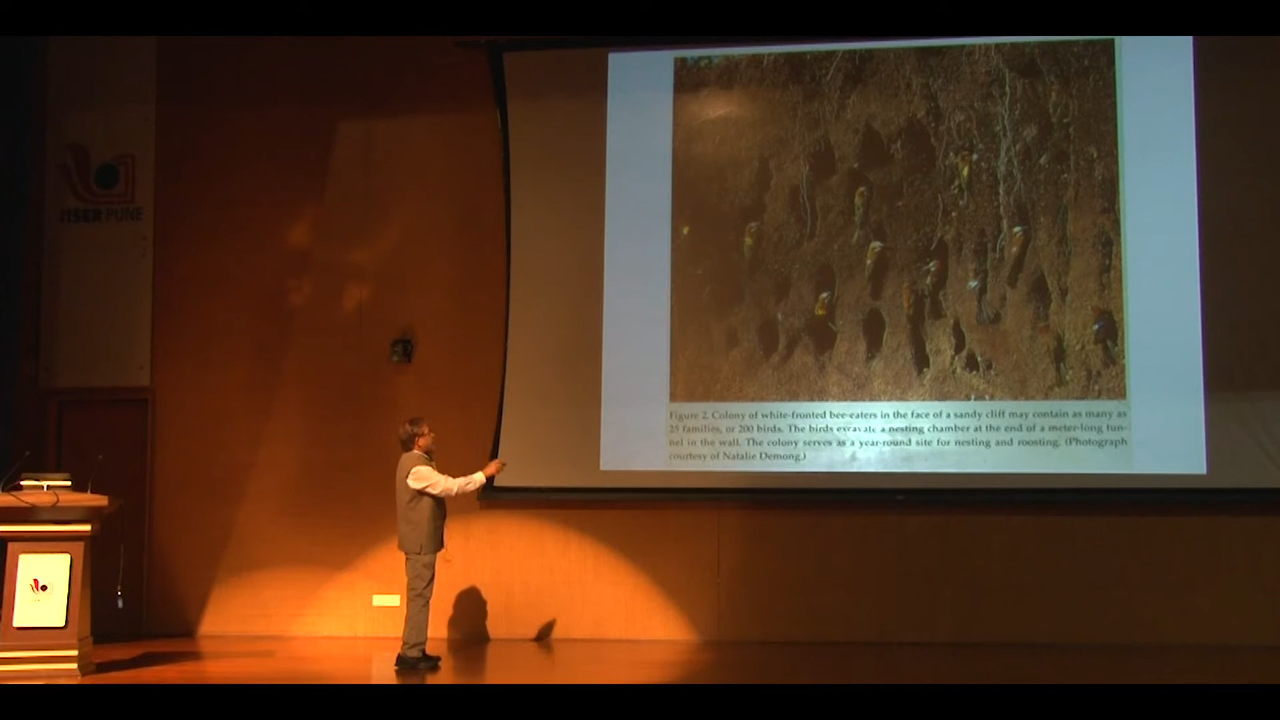 IISER PUNE
Figure 2. Colony of white-fronted bee-eaters in the face of a sandy cliff may contain as many as
25 families, or 200 birds. The birds excavate a nesting chamber at the end of a meter-long tun-
nel in the wall. The colony serves as a year-round site for nesting and roosting. (Photograph
courtesy of Natalie Demong.)